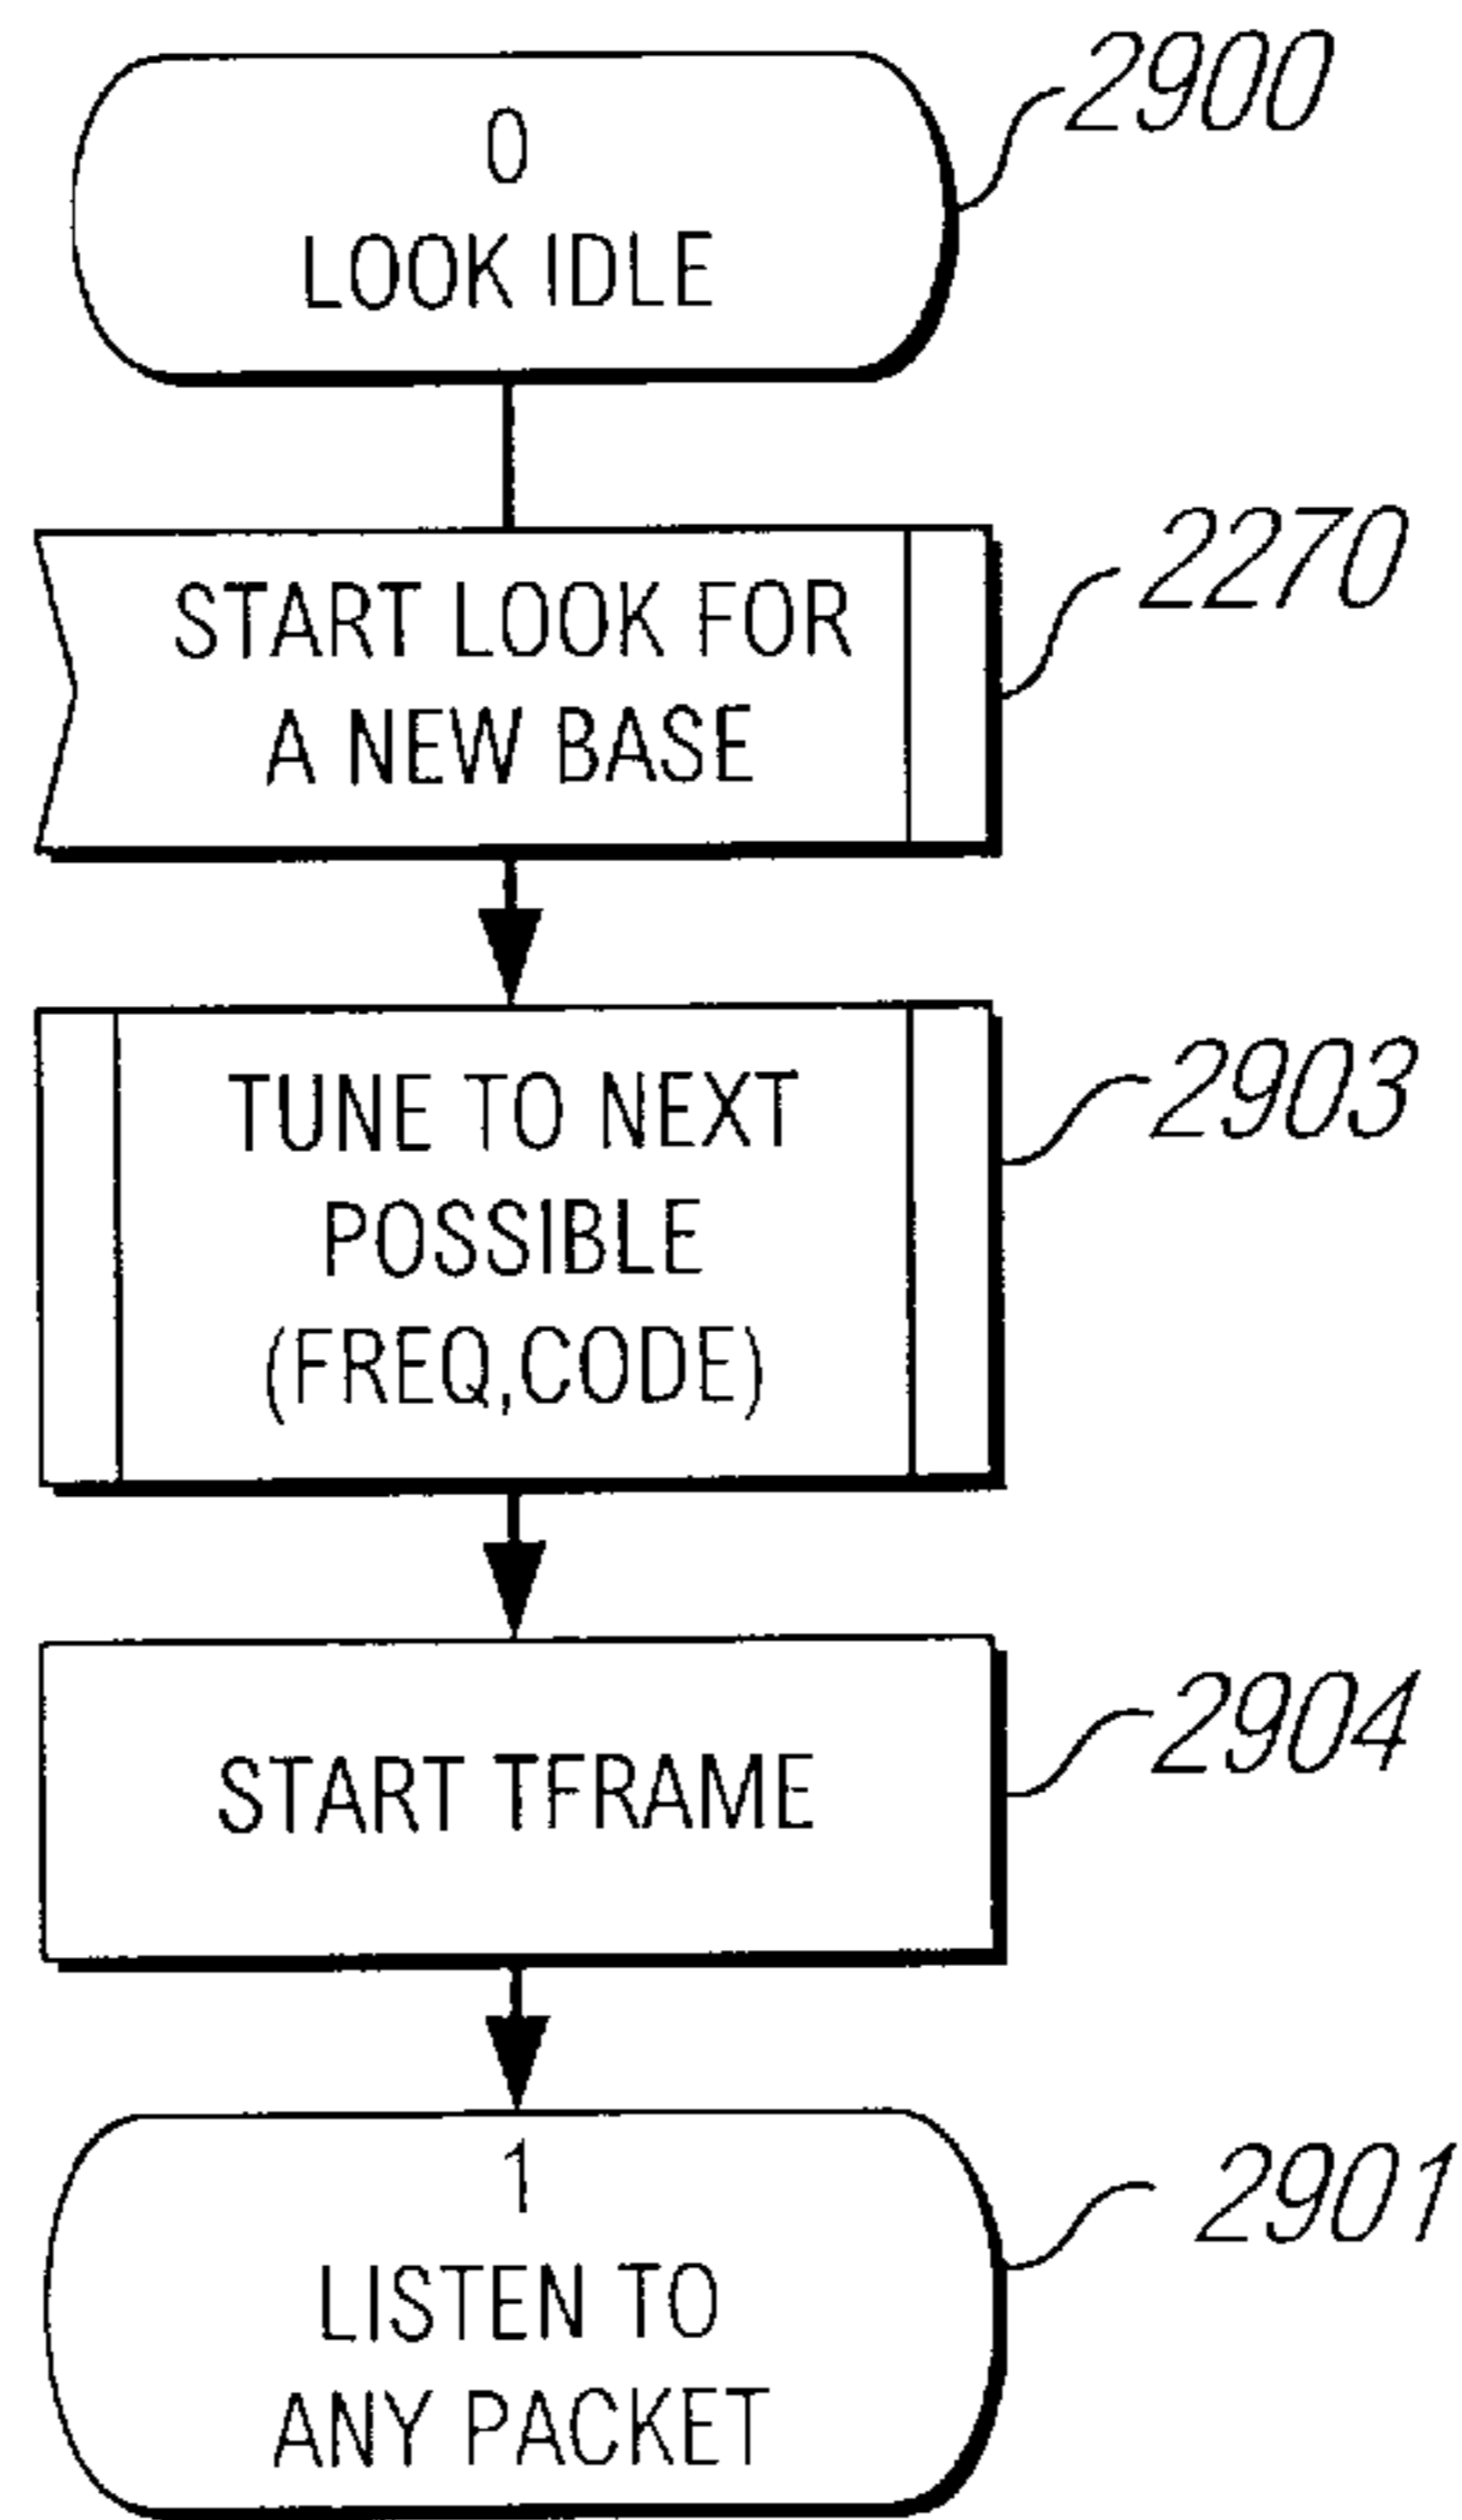 0
LOOK IDLE
2900
START LOOK FOR
A NEW BASE
2270
TUNE TO NEXT
POSSIBLE
(FREQ,CODE)
2903
START TFRAME
2904
1
LISTEN TO
ANY PACKET
2901